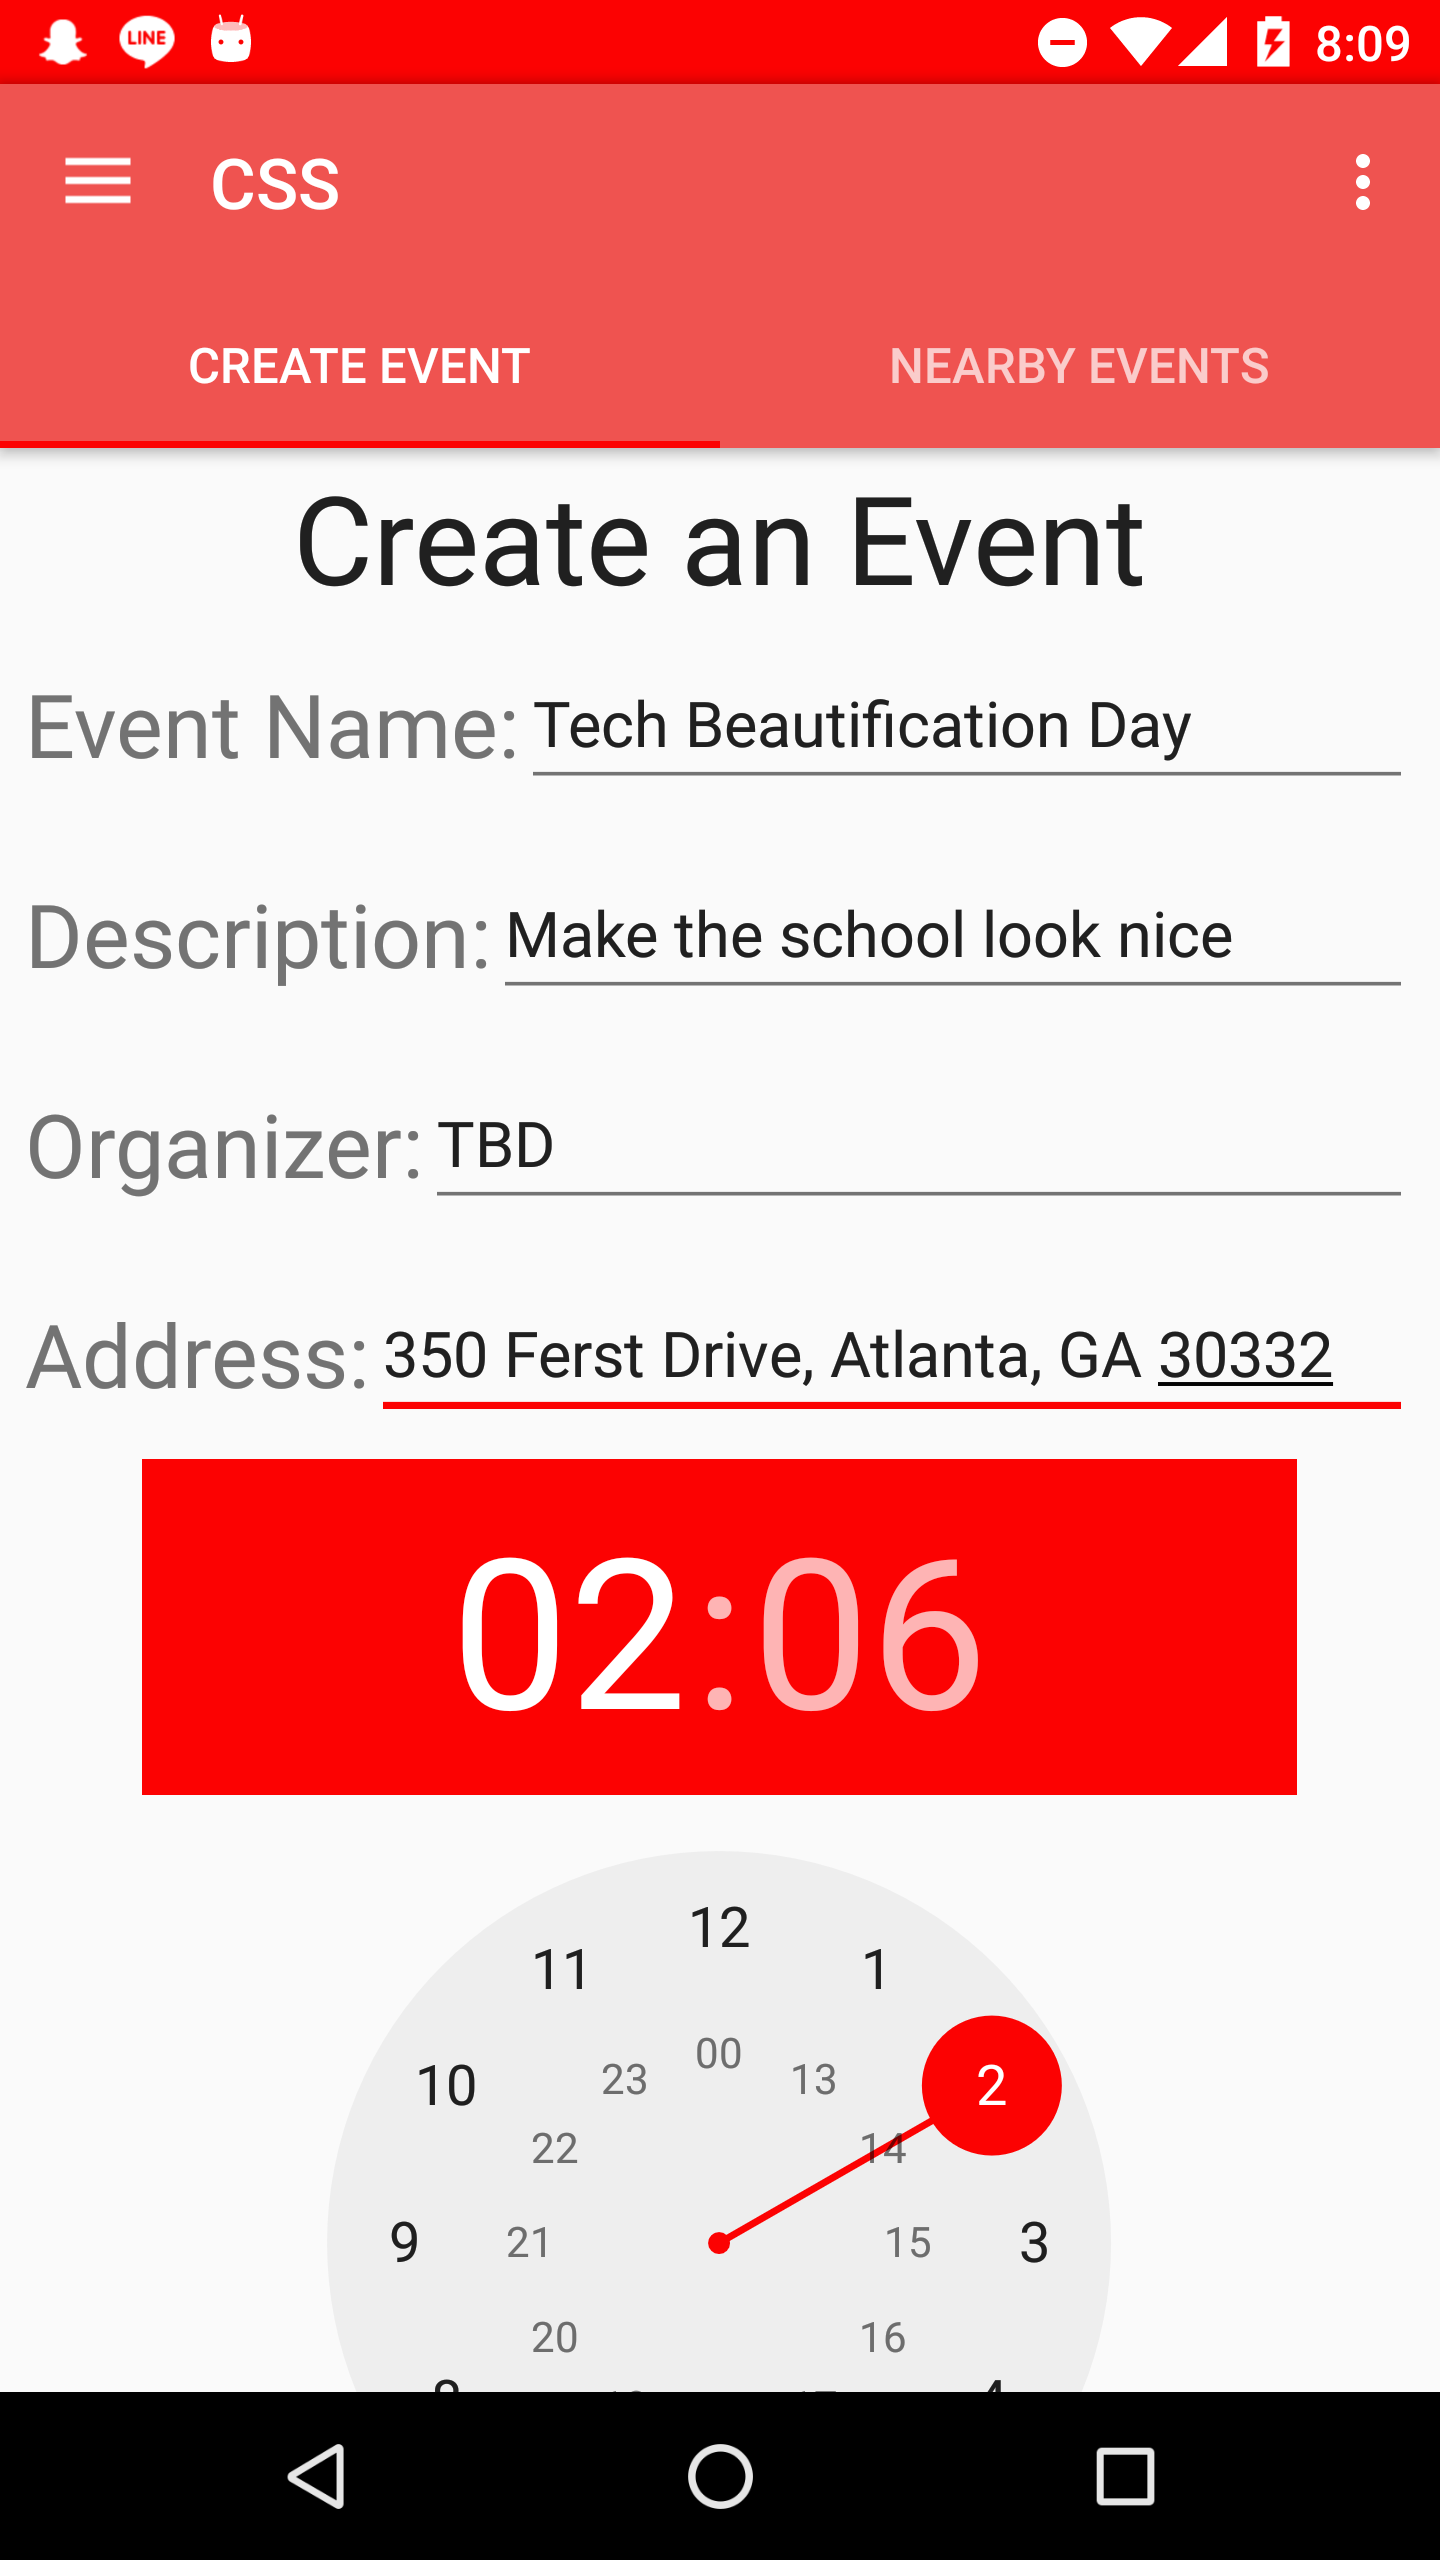 LINE 8:09
CSS
CREATE EVENT NEARBY EVENTS
Create an Event
Event Name: Tech Beautification Day
Description: Make the school look nice
Organizer: TBD
Address: 350 Ferst Drive, Atlanta, GA 30332
02:06
12
11 1
00
23 13
10 2
22 14
9 21 15 3
20 16